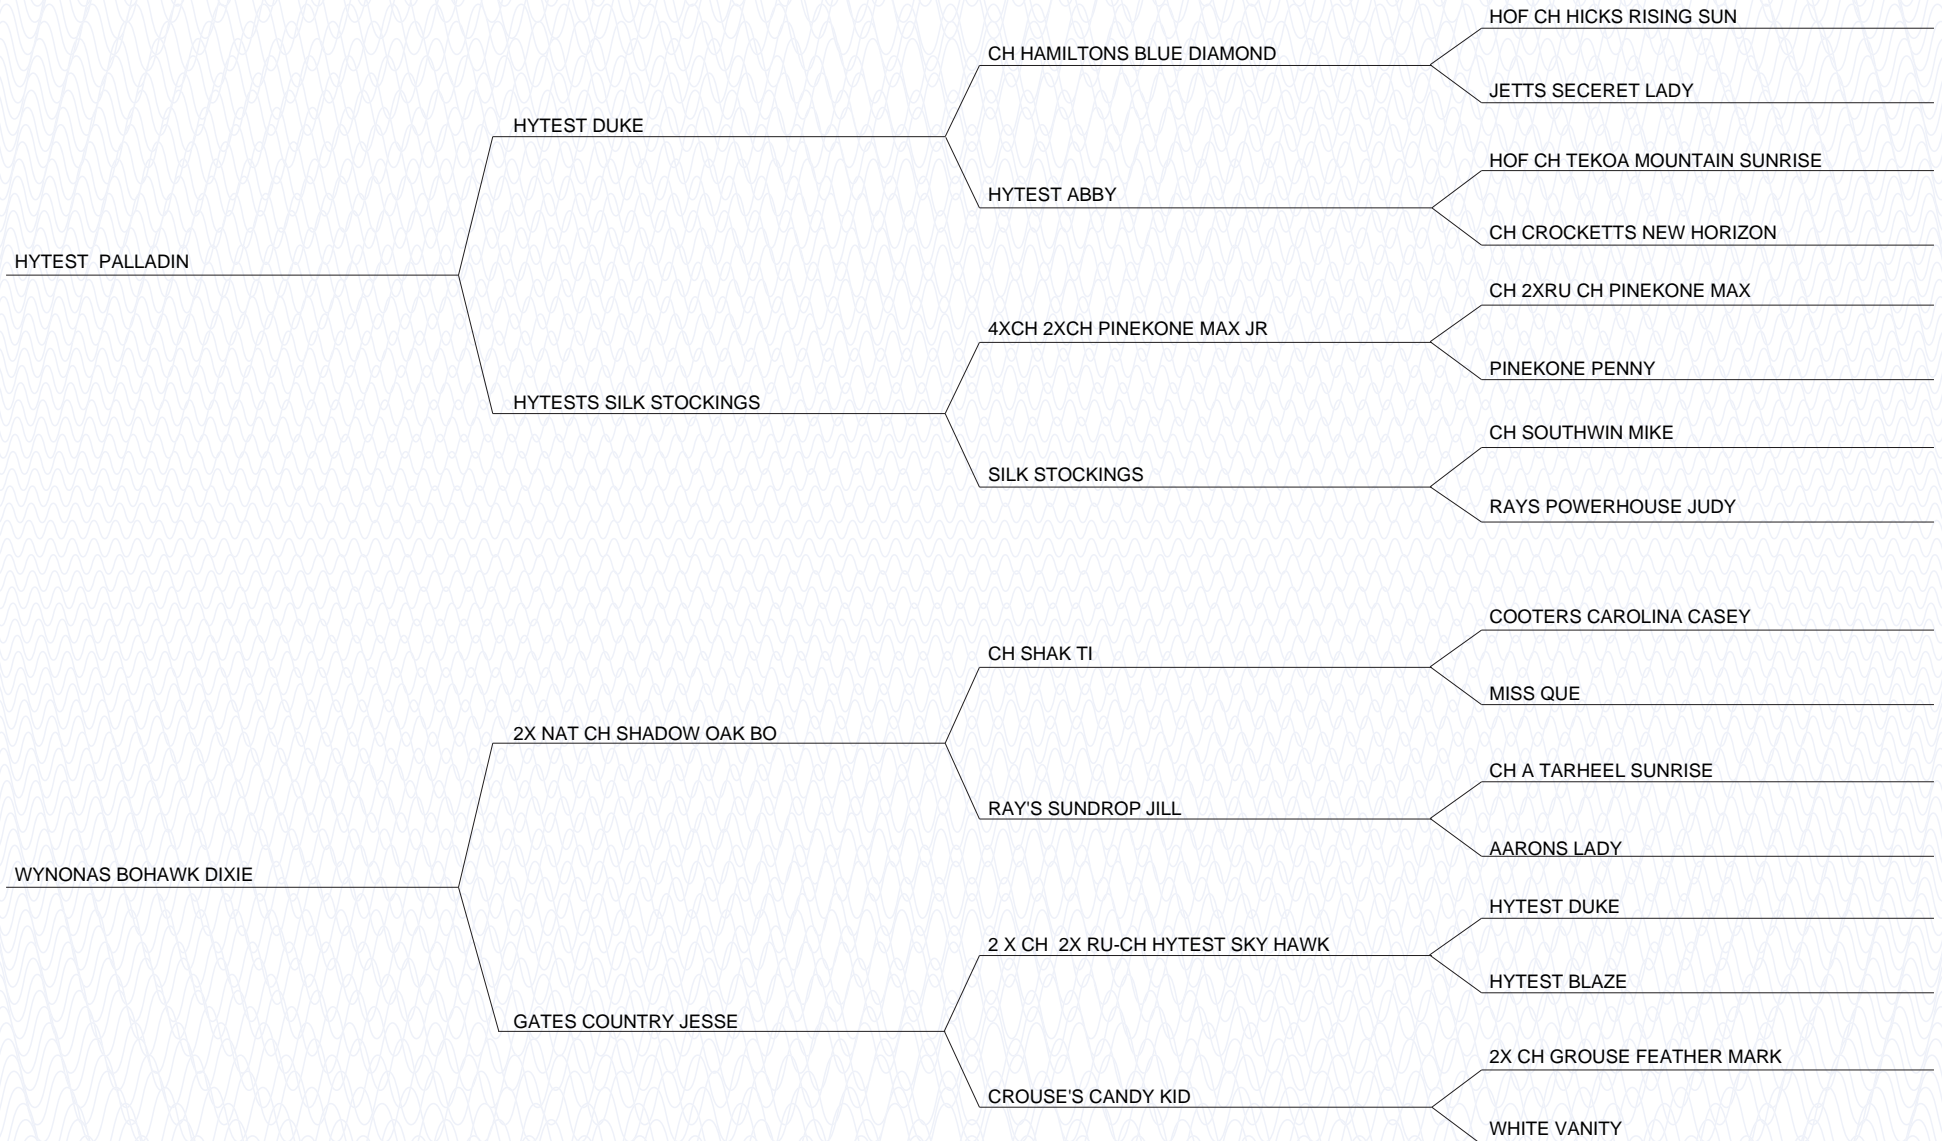 HOF CH HICKS RISING SUN
CH HAMILTONS BLUE DIAMOND
JETTS SECERET LADY
HYTEST DUKE
HOF CH TEKOA MOUNTAIN SUNRISE
HYTEST ABBY
CH CROCKETTS NEW HORIZON
HYTEST  PALLADIN
CH 2XRU CH PINEKONE MAX
4XCH 2XCH PINEKONE MAX JR
PINEKONE PENNY
HYTESTS SILK STOCKINGS
CH SOUTHWIN MIKE
SILK STOCKINGS
RAYS POWERHOUSE JUDY
COOTERS CAROLINA CASEY
CH SHAK TI
MISS QUE
2X NAT CH SHADOW OAK BO
CH A TARHEEL SUNRISE
RAY'S SUNDROP JILL
AARONS LADY
WYNONAS BOHAWK DIXIE
HYTEST DUKE
2 X CH  2X RU-CH HYTEST SKY HAWK
HYTEST BLAZE
GATES COUNTRY JESSE
2X CH GROUSE FEATHER MARK
CROUSE'S CANDY KID
WHITE VANITY